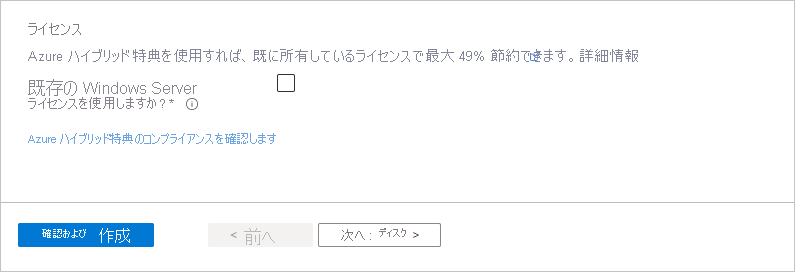 ライセンス
Azure ハイブリッド特典を使用すれば、既に所有しているライセンスで最大 49% 節約できます。詳細情報
既存の Windows Server
ライセンスを使用しますか? *
Azure ハイブリッド特典のコンプライアンスを確認します
確認および 作成
< 前へ
次へ : ディスク >